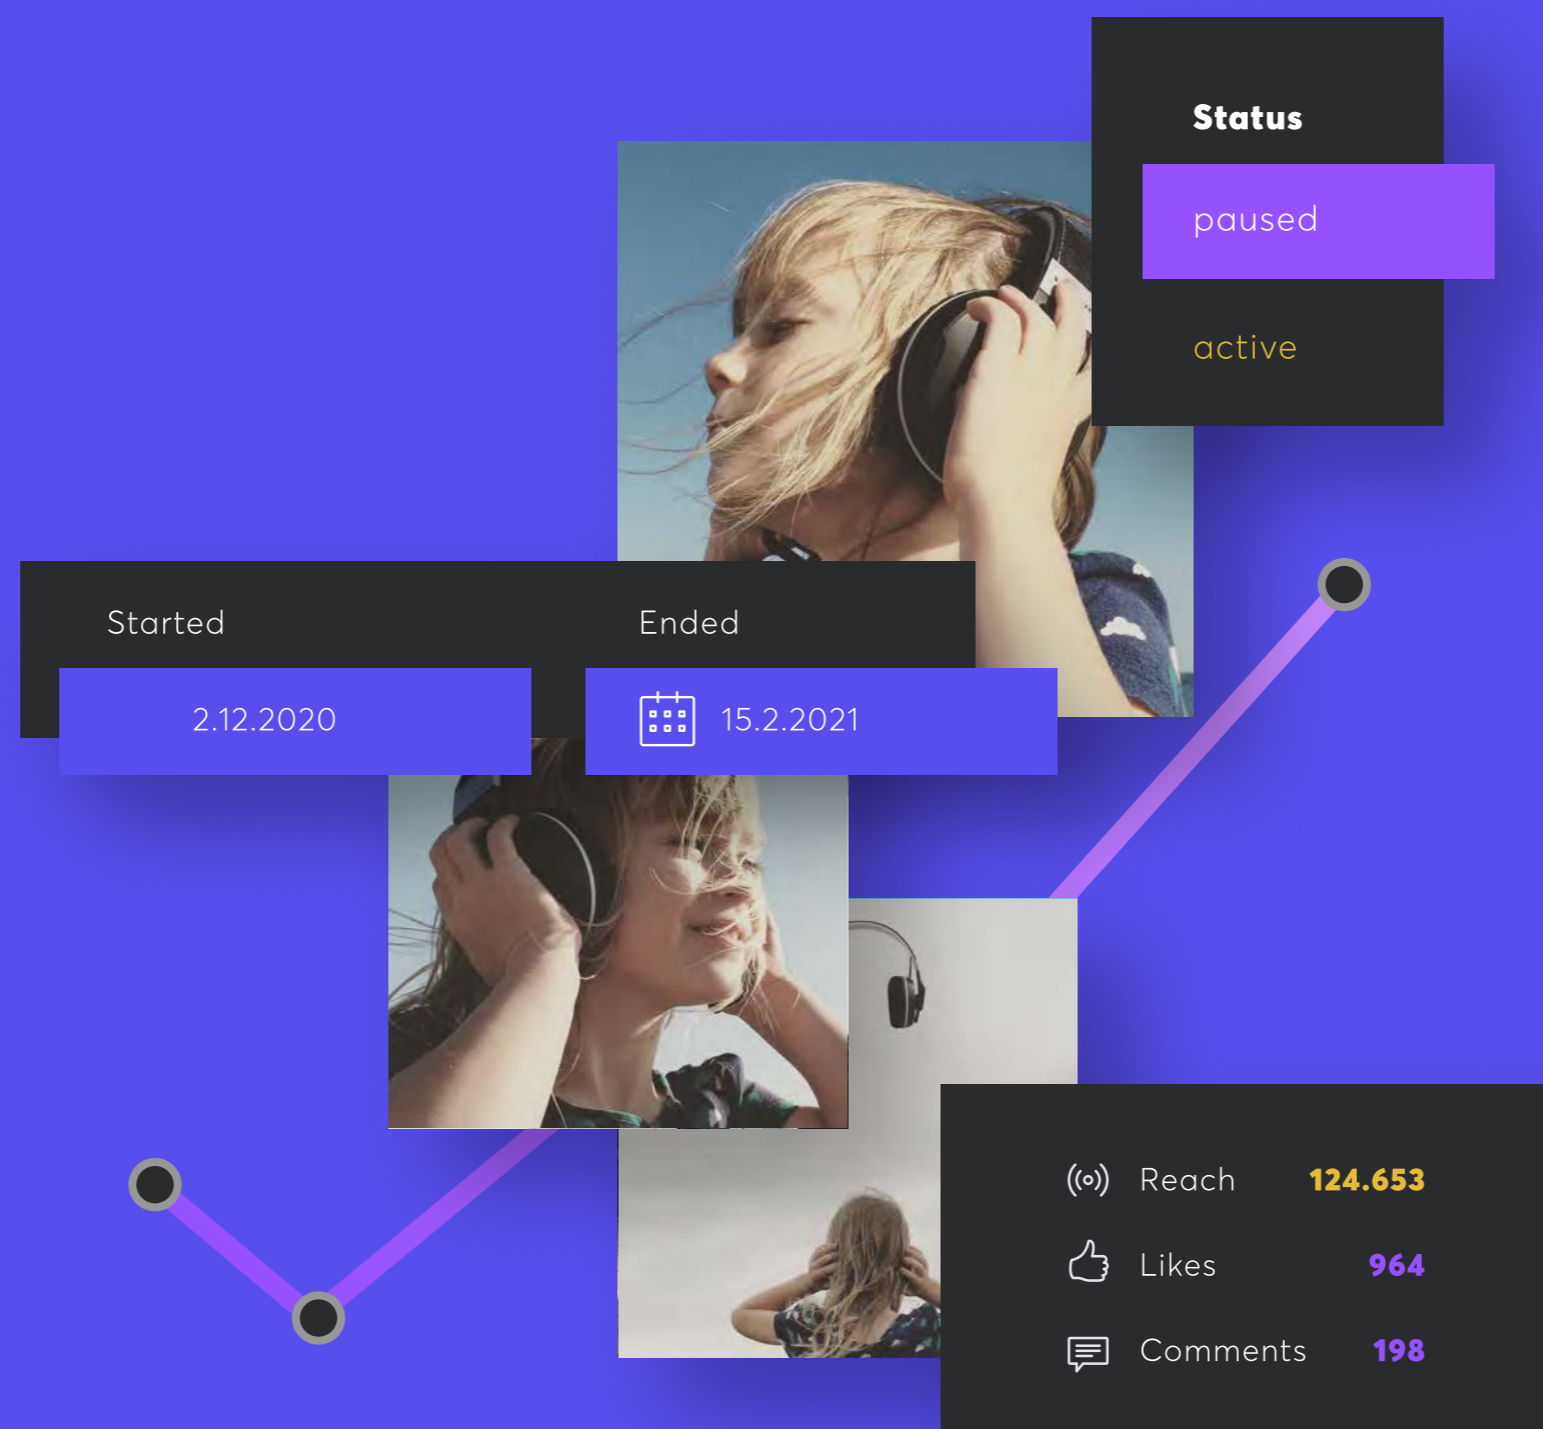 Status
paused
active
Started
Ended
2.12.2020
15.2.2021
Reach 124.653
Likes 964
Comments 198